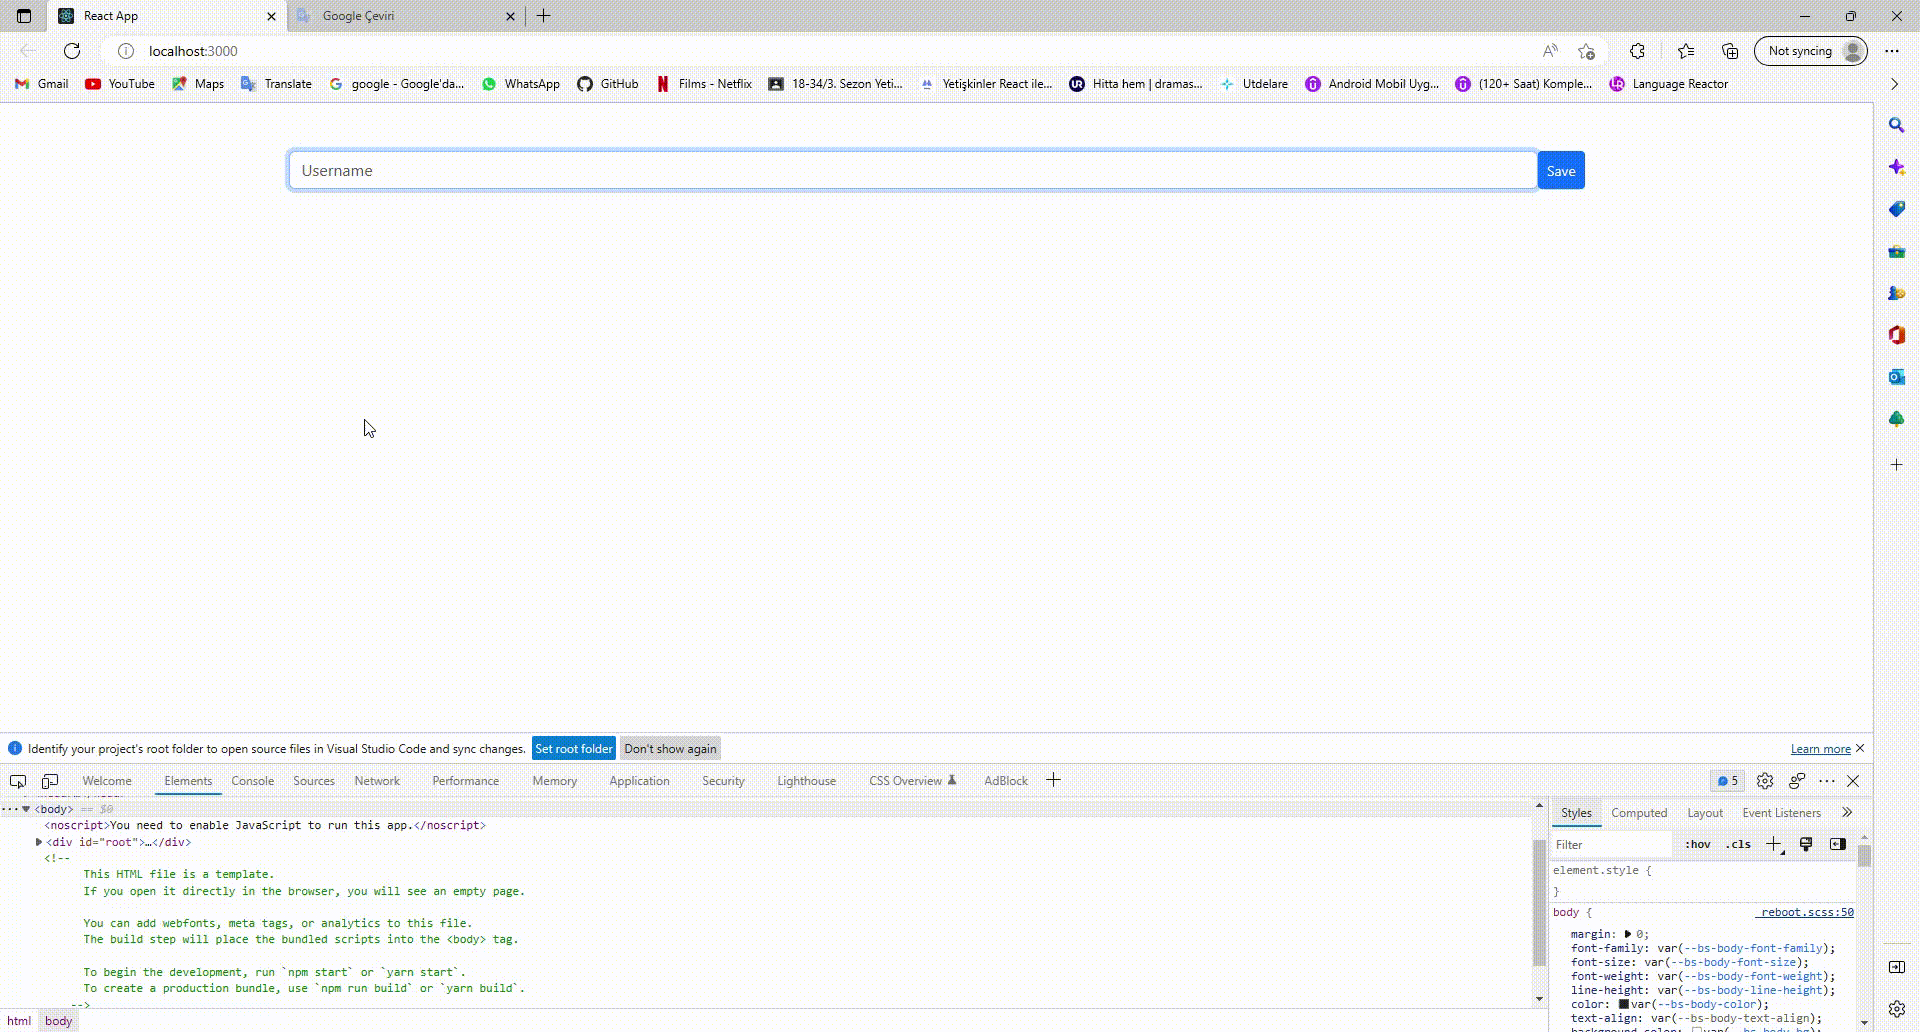 React App
Google Çeviri
localhost:3000
Not syncing
Gmail YouTube Maps Translate google - Google'da... WhatsApp GitHub Films - Netflix 18-34/3. Sezon Yeti... Yetişkinler React ile... Hitta hem | dramas... Utdelare Android Mobil Uyg... (120+ Saat) Komple... Language Reactor
Username
Save
Identify your project's root folder to open source files in Visual Studio Code and sync changes. Set root folder Don't show again Learn more
Welcome Elements Console Sources Network Performance Memory Application Security Lighthouse CSS Overview AdBlock 5
<body> == $0
<noscript>You need to enable JavaScript to run this app.</noscript>
<div id="root">…</div>
<!--
This HTML file is a template.
If you open it directly in the browser, you will see an empty page.
You can add webfonts, meta tags, or analytics to this file.
The build step will place the bundled scripts into the <body> tag.
To begin the development, run `npm start` or `yarn start`.
To create a production bundle, use `npm run build` or `yarn build`.
-->
html body
Styles Computed Layout Event Listeners
Filter :hov .cls
element.style {
}
body { _reboot.scss:50
margin: 0;
font-family: var(--bs-body-font-family);
font-size: var(--bs-body-font-size);
font-weight: var(--bs-body-font-weight);
line-height: var(--bs-body-line-height);
color: var(--bs-body-color);
text-align: var(--bs-body-text-align);
background-color: var(--bs-body-bg);